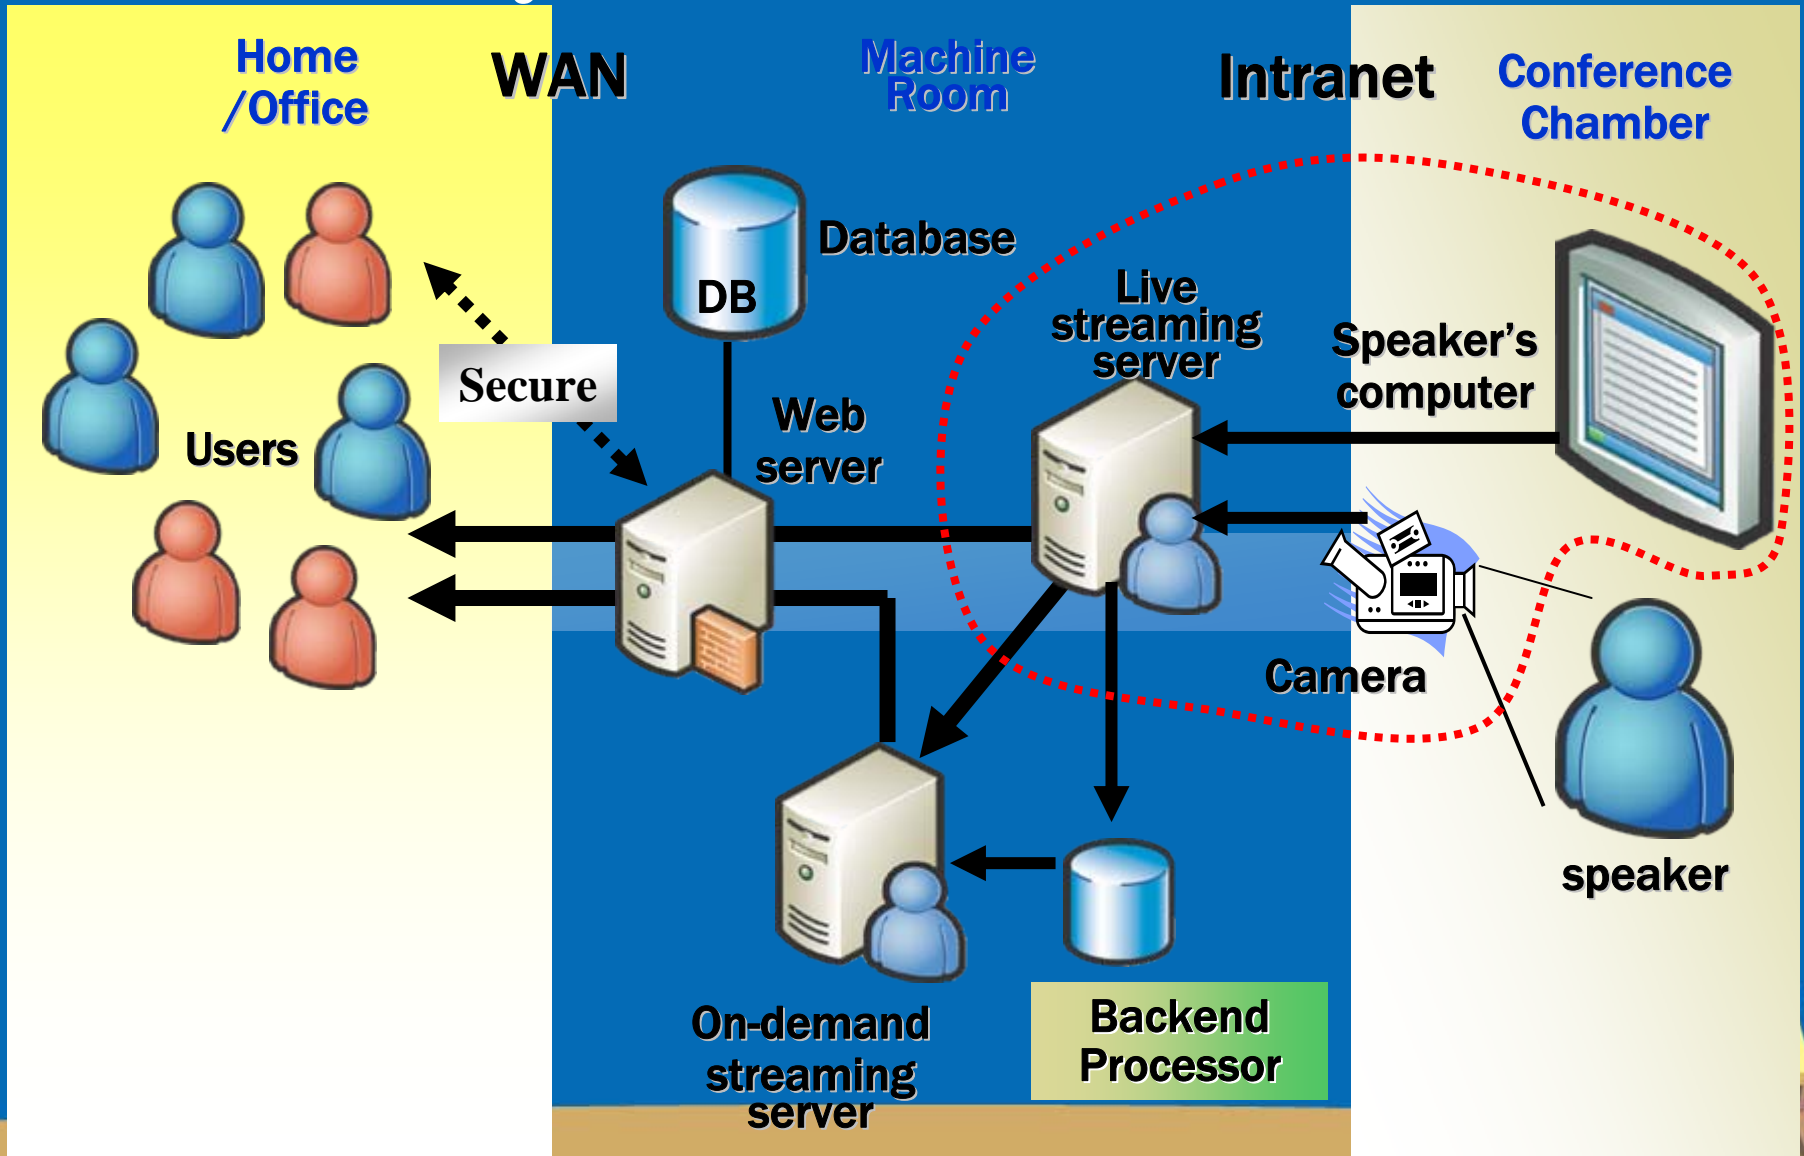 Home
/Office
WAN
Machine
Room
Intranet
Conference
Chamber
Database
DB
Live
streaming
server
Speaker’s
computer
Secure
Web
server
Users
Camera
speaker
On-demand
streaming
server
Backend
Processor